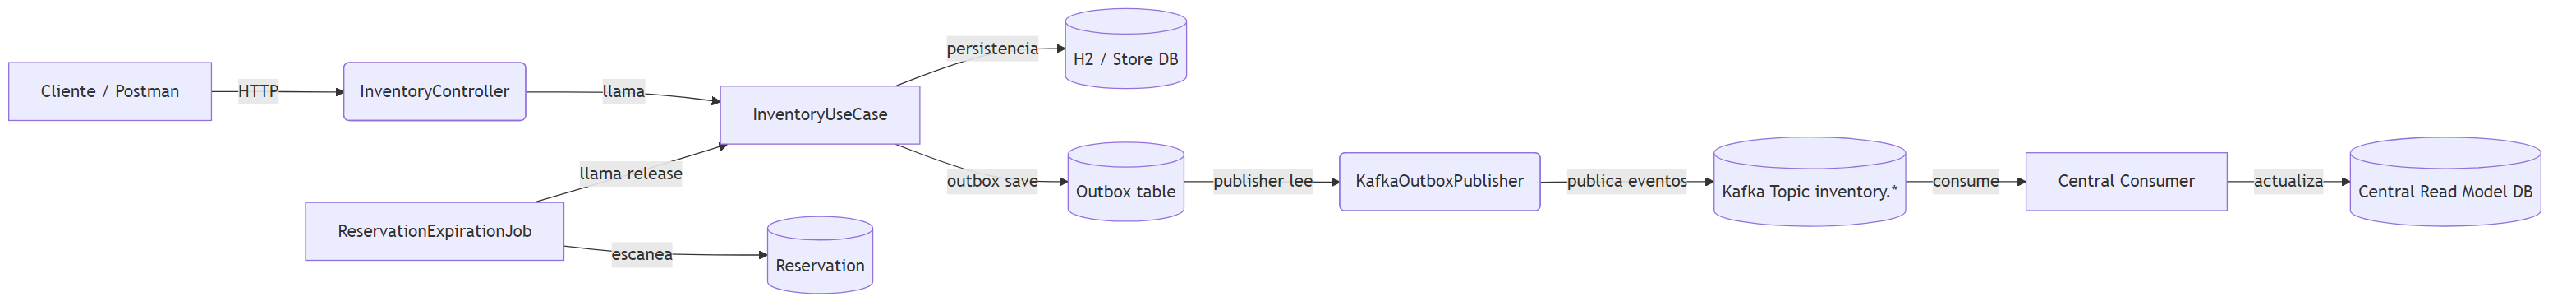 Cliente / Postman
HTTP
InventoryController
llama
InventoryUseCase
persistencia
H2 / Store DB
ReservationExpirationJob
llama release
escanea
Reservation
outbox save
Outbox table
publisher lee
KafkaOutboxPublisher
publica eventos
Kafka Topic inventory.*
consume
Central Consumer
actualiza
Central Read Model DB